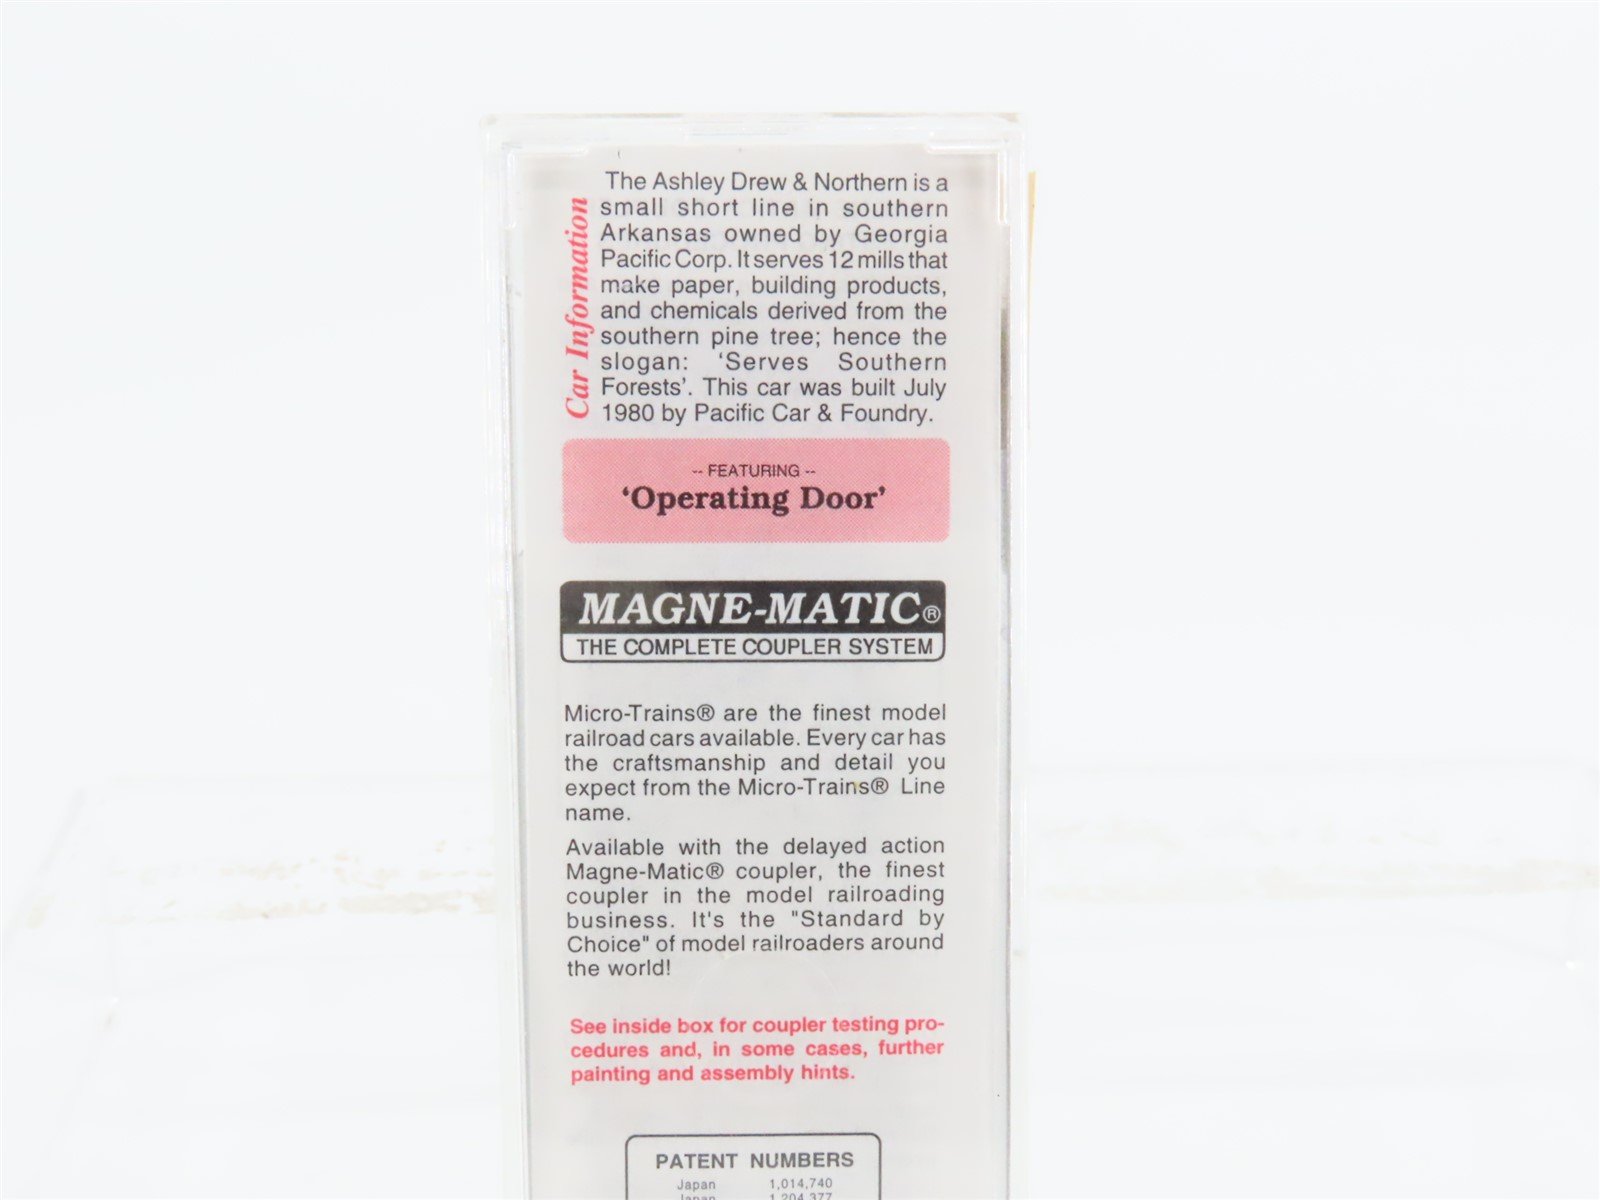 Car Information
The Ashley Drew & Northern is a
small short line in southern
Arkansas owned by Georgia
Pacific Corp. It serves 12 mills that
make paper, building products,
and chemicals derived from the
southern pine tree; hence the
slogan: ‘Serves Southern
Forests’. This car was built July
1980 by Pacific Car & Foundry.
-- FEATURING --
‘Operating Door’
MAGNE-MATIC®
THE COMPLETE COUPLER SYSTEM
Micro-Trains® are the finest model
railroad cars available. Every car has
the craftsmanship and detail you
expect from the Micro-Trains® Line
name.
Available with the delayed action
Magne-Matic® coupler, the finest
coupler in the model railroading
business. It's the "Standard by
Choice" of model railroaders around
the world!
See inside box for coupler testing pro-
cedures and, in some cases, further
painting and assembly hints.
PATENT NUMBERS
Japan 1,014,740
Japan 1,204,377